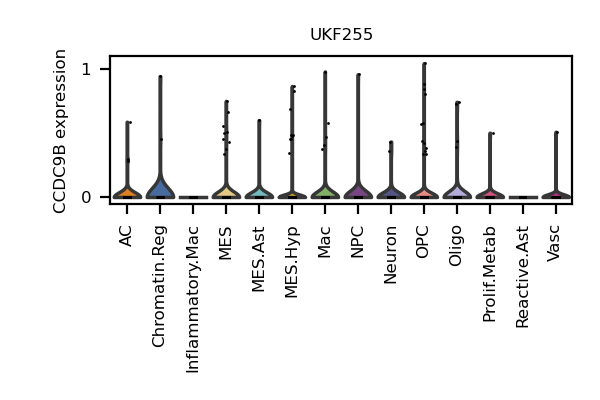 UKF255
CCDC9B expression
1
0
AC
Chromatin.Reg
Inflammatory.Mac
MES
MES.Ast
MES.Hyp
Mac
NPC
Neuron
OPC
Oligo
Prolif.Metab
Reactive.Ast
Vasc